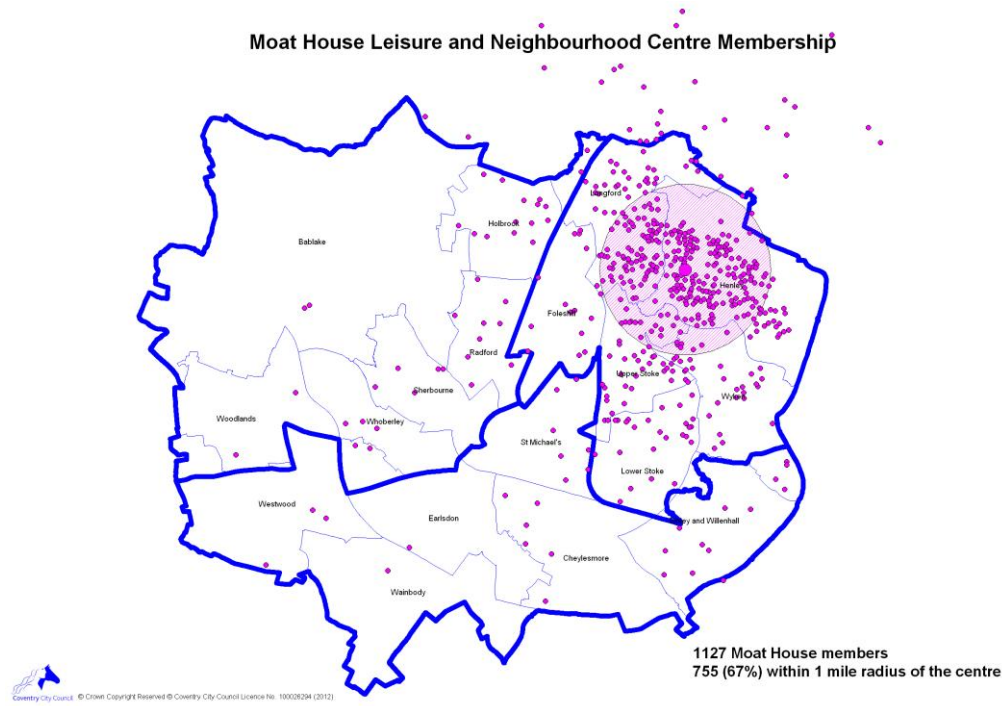 Moat House Leisure and Neighbourhood Centre Membership
Longford
Holbrook
Bablake
Henley
Foleshill
Radford
Upper Stoke
Sherbourne
Wyken
Woodlands
Whoberley
St Michael's
Lower Stoke
Westwood
Earlsdon
and Willenhall
Cheylesmore
Wainbody
1127 Moat House members
755 (67%) within 1 mile radius of the centre
Coventry City Council © Crown Copyright Reserved © Coventry City Council Licence No. 100026294 (2012)